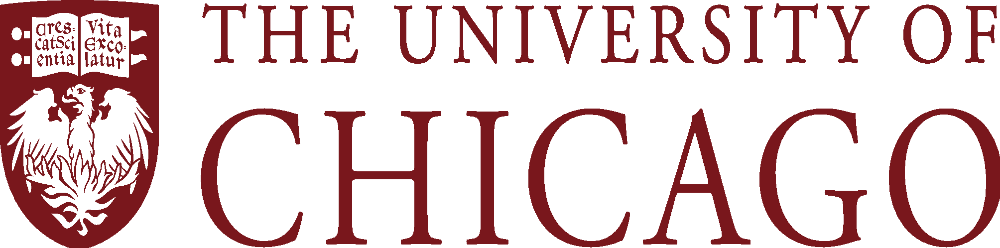 Cres-
catSci
entia
Vita
Exco-
latur
THE UNIVERSITY OF
CHICAGO